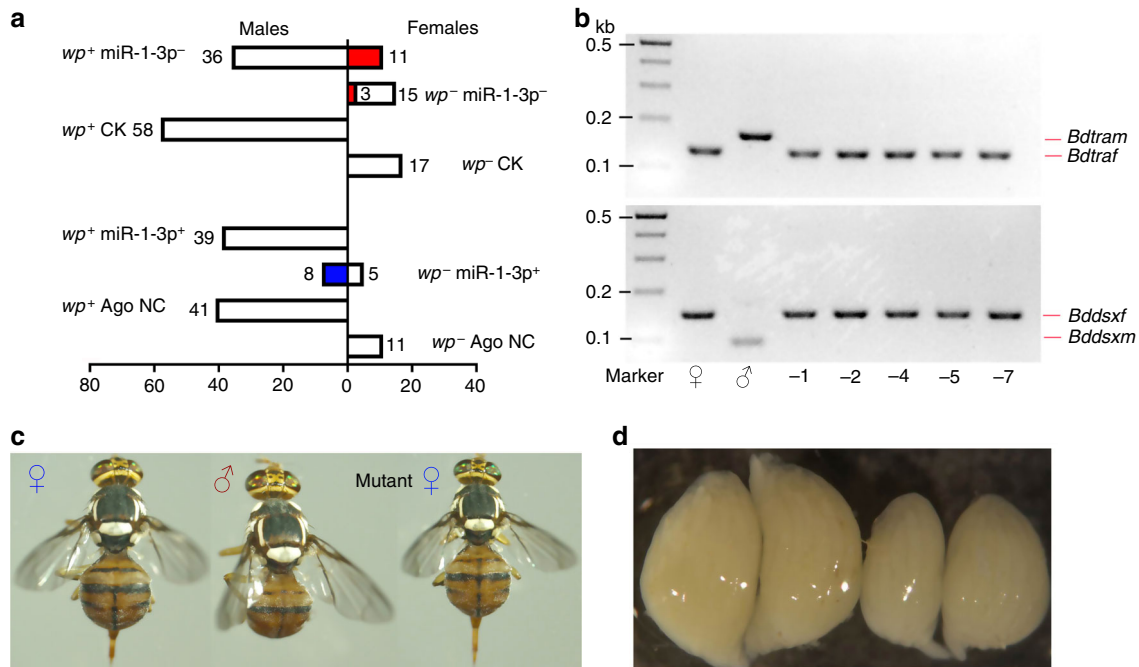 a
Males Females
wp⁺ miR-1-3p⁻ 36 11
3 15 wp⁻ miR-1-3p⁻
wp⁺ CK 58
17 wp⁻ CK
wp⁺ miR-1-3p⁺ 39
8 5 wp⁻ miR-1-3p⁺
wp⁺ Ago NC 41
11 wp⁻ Ago NC
80 60 40 20 0 20 40
b
kb
0.5
0.2
0.1
Bdtram
Bdtraf
0.5
0.2
0.1
Bddsxf
Bddsxm
Marker ♀ ♂ –1 –2 –4 –5 –7
c
♀ ♂ Mutant ♀
d